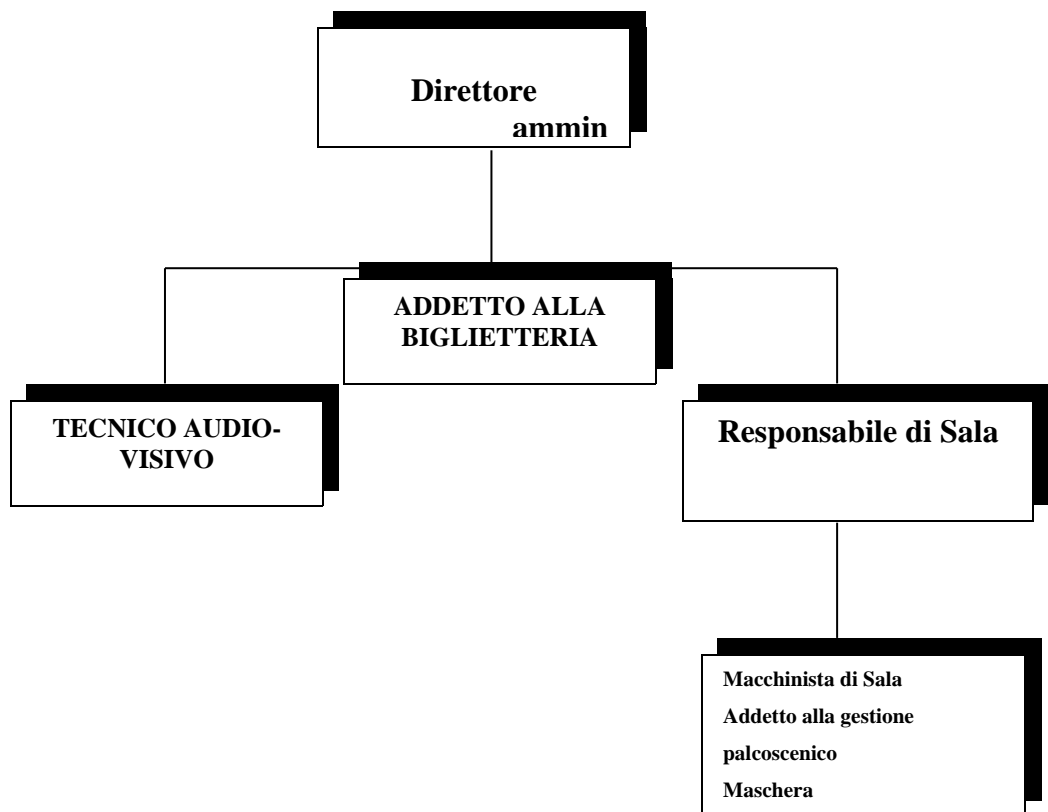 Direttore
ammin
ADDETTO ALLA
BIGLIETTERIA
TECNICO AUDIO-
VISIVO
Responsabile di Sala
Macchinista di Sala
Addetto alla gestione
palcoscenico
Maschera